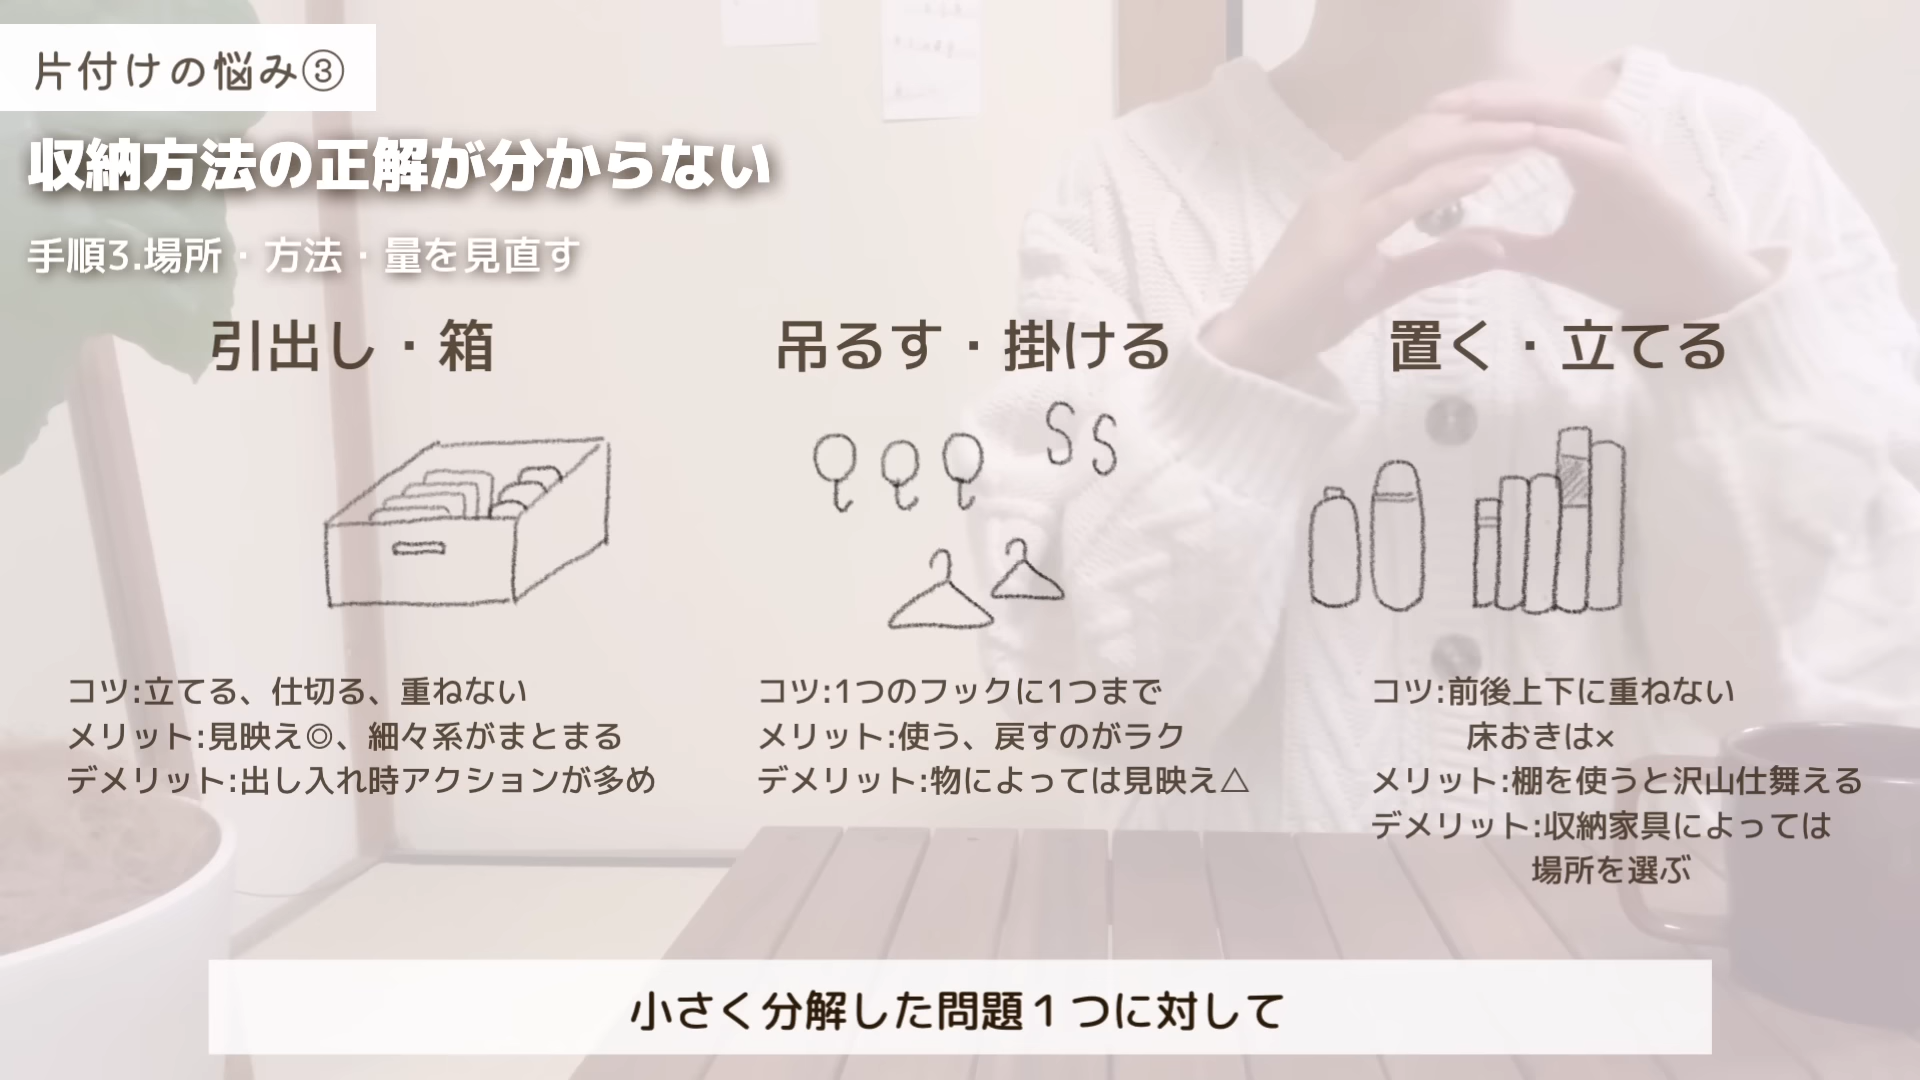 片付けの悩み③
収納方法の正解が分からない
手順3.場所・方法・量を見直す
引出し・箱
コツ:立てる、仕切る、重ねない
メリット:見映え◎、細々系がまとまる
デメリット:出し入れ時アクションが多め
吊るす・掛ける
コツ:1つのフックに1つまで
メリット:使う、戻すのがラク
デメリット:物によっては見映え△
置く・立てる
コツ:前後上下に重ねない
床おきは×
メリット:棚を使うと沢山仕舞える
デメリット:収納家具によっては
場所を選ぶ
小さく分解した問題１つに対して